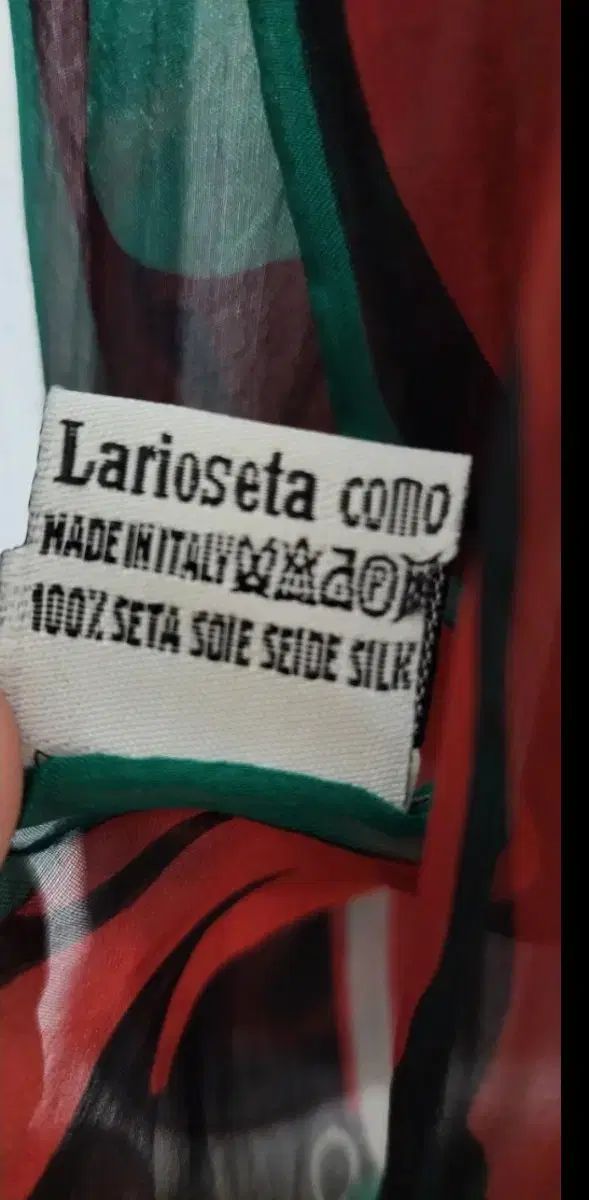 Larioseta como
MADE IN ITALY P
100% SETA SOIE SEIDE SILK